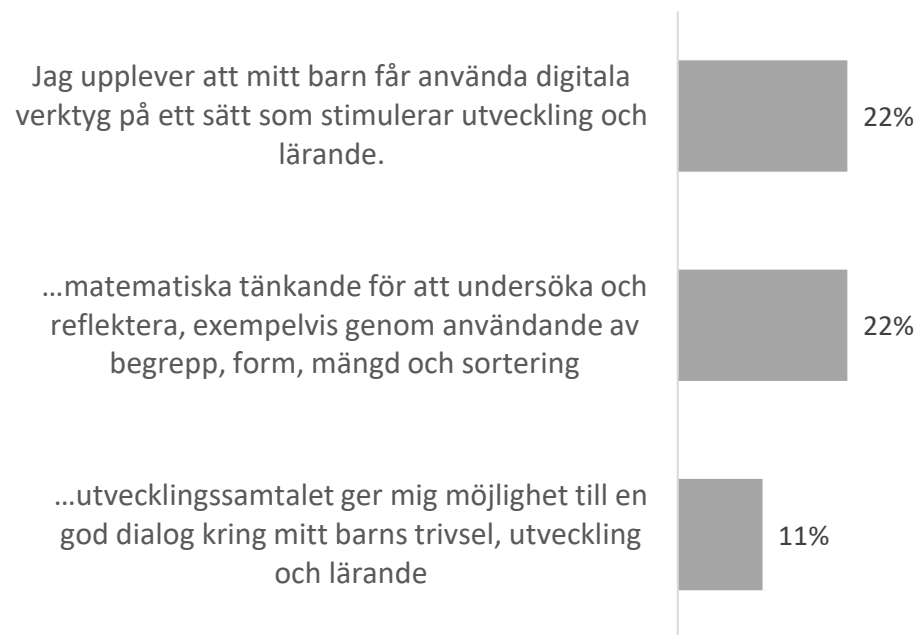 Jag upplever att mitt barn får använda digitala
verktyg på ett sätt som stimulerar utveckling och
lärande.
22%
...matematiska tänkande för att undersöka och
reflektera, exempelvis genom användande av
begrepp, form, mängd och sortering
22%
...utvecklingssamtalet ger mig möjlighet till en
god dialog kring mitt barns trivsel, utveckling
och lärande
11%